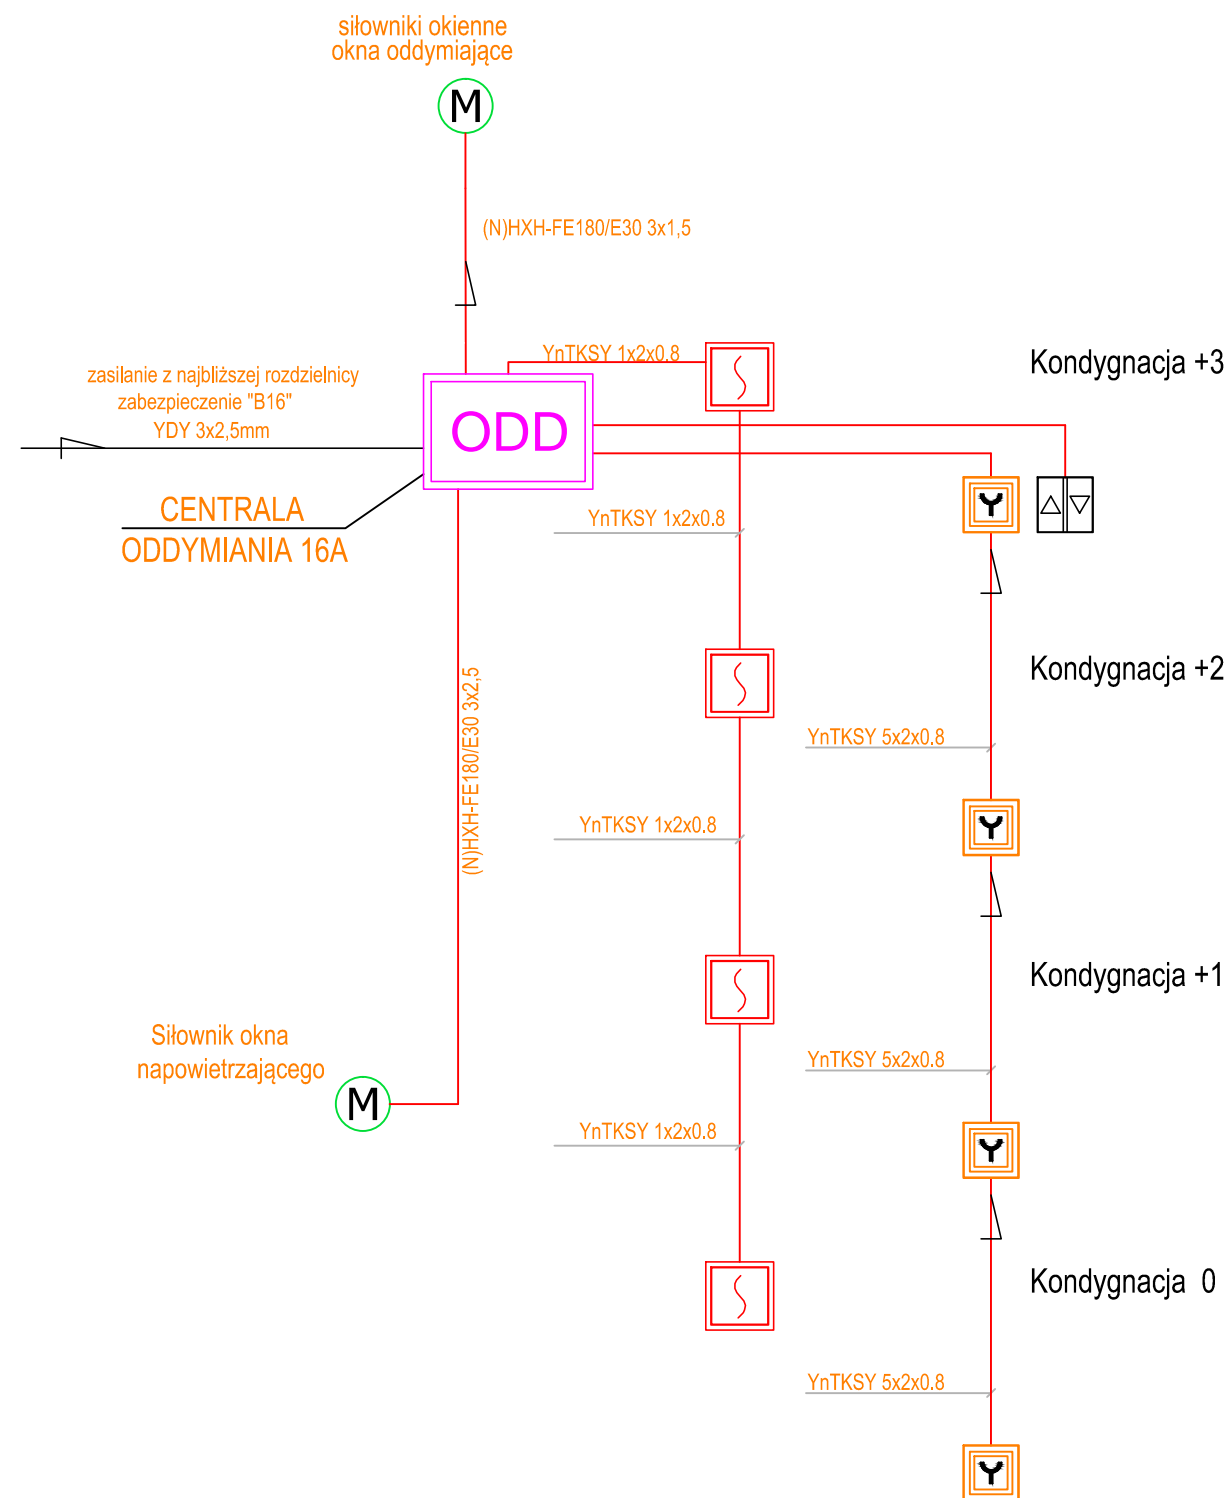 siłowniki okienne
okna oddymiające
M
(N)HXH-FE180/E30 3x1,5
YnTKSY 1x2x0.8
Kondygnacja +3
zasilanie z najbliższej rozdzielnicy
zabezpieczenie "B16"
YDY 3x2,5mm
ODD
CENTRALA
ODDYMIANIA 16A
YnTKSY 1x2x0.8
Y
Kondygnacja +2
(N)HXH-FE180/E30 3x2,5
YnTKSY 5x2x0.8
YnTKSY 1x2x0.8
Y
Kondygnacja +1
Siłownik okna
napowietrzającego
M
YnTKSY 5x2x0.8
YnTKSY 1x2x0.8
Y
Kondygnacja 0
YnTKSY 5x2x0.8
Y